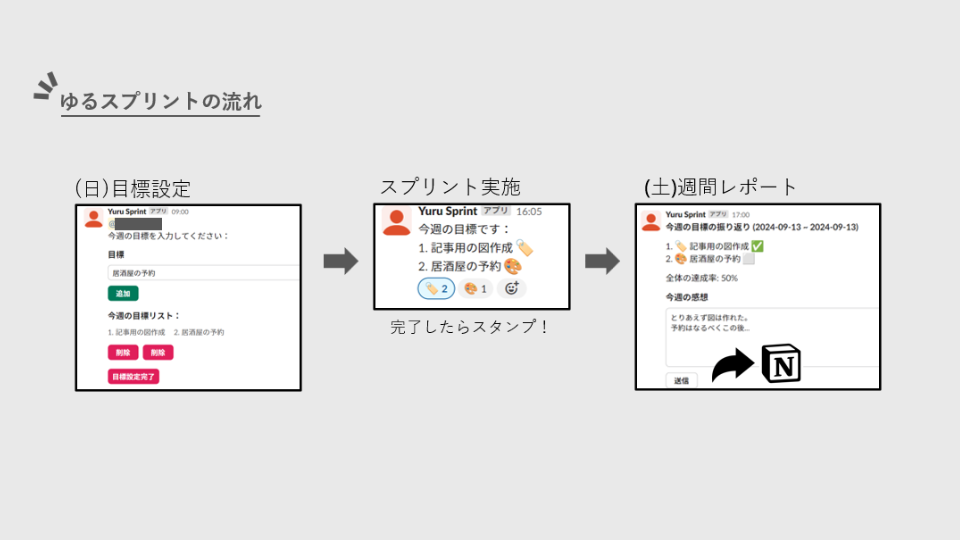 ゆるスプリントの流れ
(日)目標設定
Yuru Sprint アプリ 09:00
今週の目標を入力してください：
目標
居酒屋の予約
追加
今週の目標リスト：
1. 記事用の図作成 2. 居酒屋の予約
削除 削除
目標設定完了
スプリント実施
Yuru Sprint アプリ 16:05
今週の目標です：
1. 記事用の図作成 🏷️
2. 居酒屋の予約 🎨
🏷️ 2 🎨 1
完了したらスタンプ！
(土)週間レポート
Yuru Sprint アプリ 17:00
今週の目標の振り返り (2024-09-13 ~ 2024-09-13)
1. 🏷️ 記事用の図作成 ✅
2. 🎨 居酒屋の予約 ⬜
全体の達成率: 50%
今週の感想
とりあえず図は作れた。
予約はなるべくこの後...
N
送信